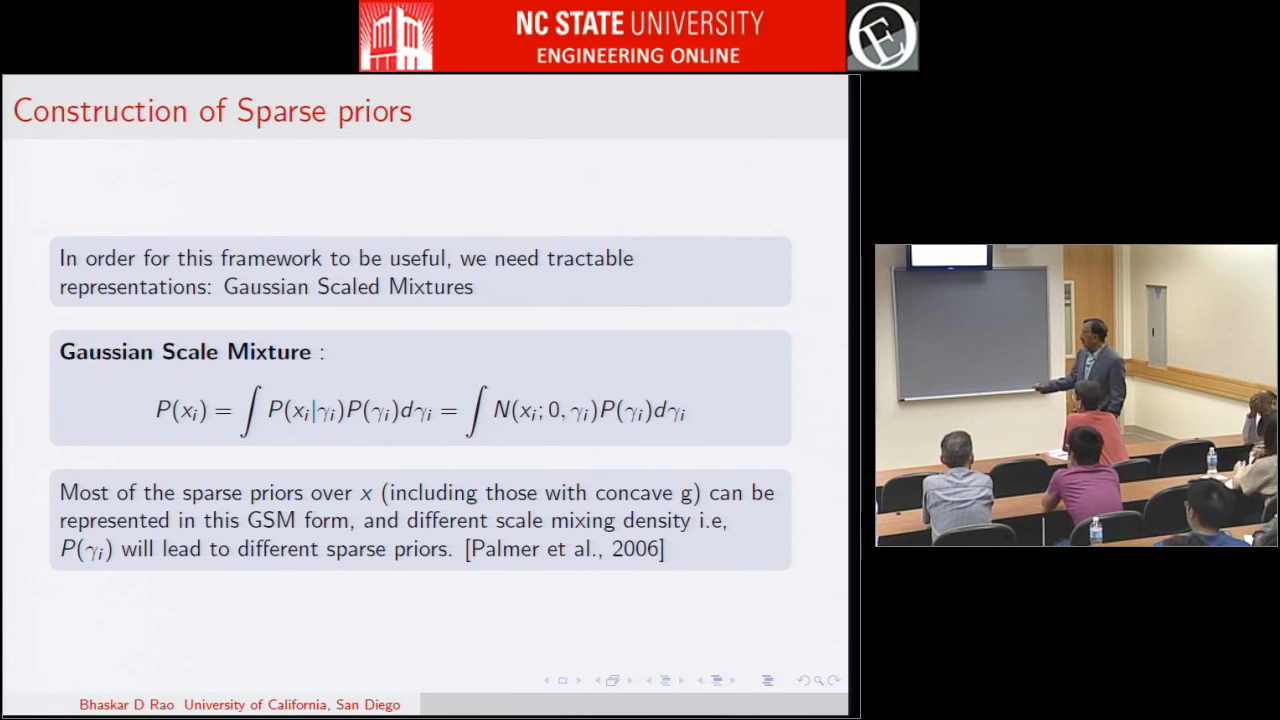 NC STATE UNIVERSITY
ENGINEERING ONLINE
Construction of Sparse priors
In order for this framework to be useful, we need tractable
representations: Gaussian Scaled Mixtures
Gaussian Scale Mixture :
P(xᵢ) = ∫ P(xᵢ|γᵢ)P(γᵢ)dγᵢ = ∫ N(xᵢ; 0, γᵢ)P(γᵢ)dγᵢ
Most of the sparse priors over x (including those with concave g) can be
represented in this GSM form, and different scale mixing density i.e,
P(γᵢ) will lead to different sparse priors. [Palmer et al., 2006]
Bhaskar D Rao University of California, San Diego